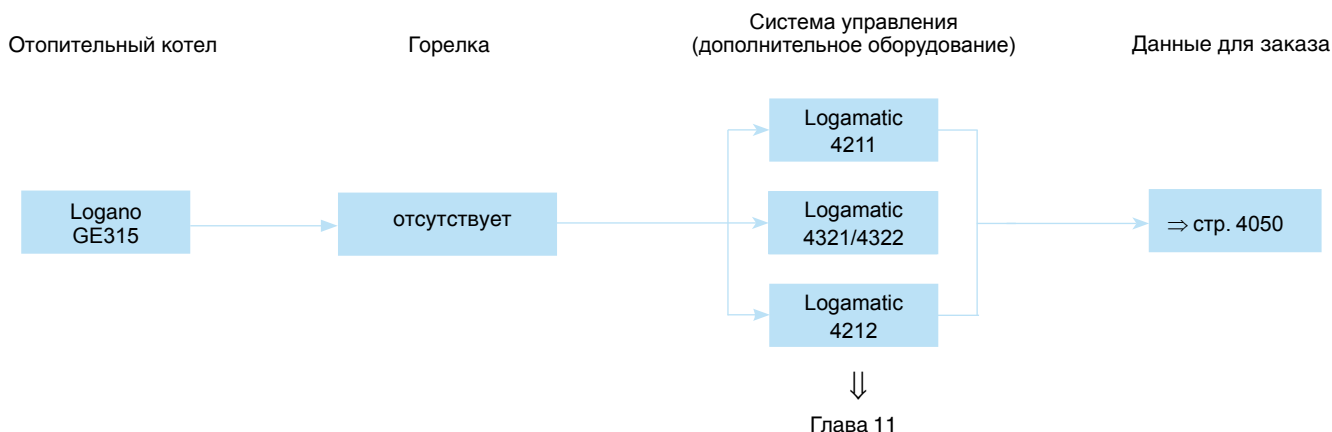 Отопительный котел
Горелка
Система управления
(дополнительное оборудование)
Данные для заказа
Logano
GE315
отсутствует
Logamatic
4211
Logamatic
4321/4322
Logamatic
4212
⇒ стр. 4050
⇓
Глава 11